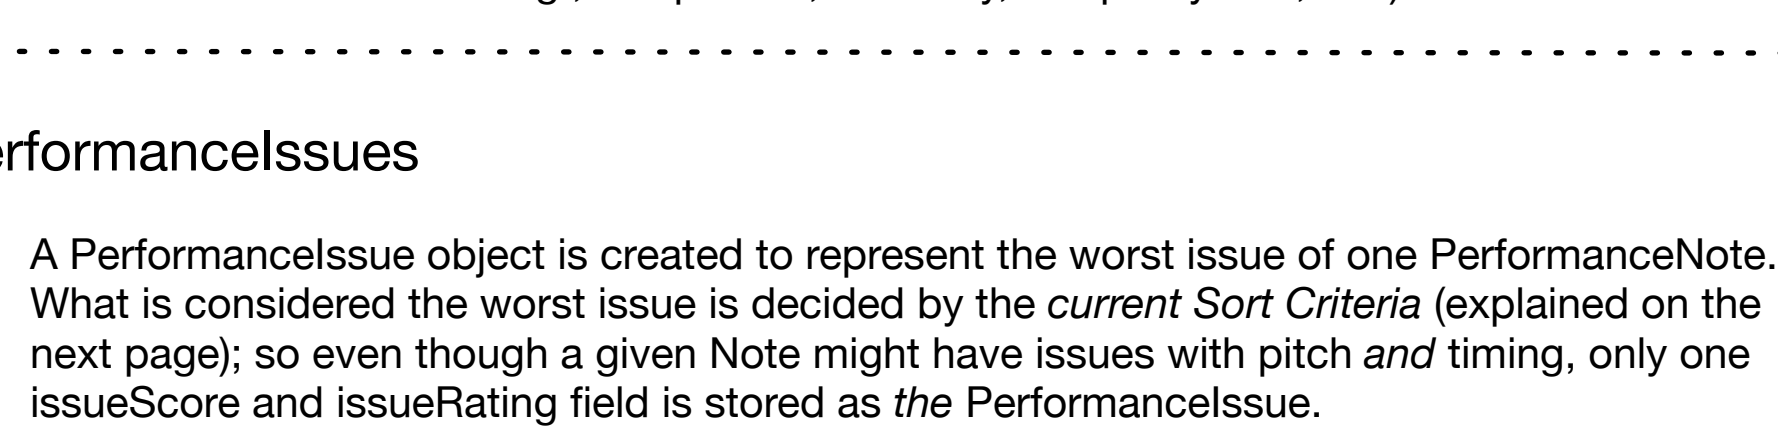 erformanceIssues
A PerformanceIssue object is created to represent the worst issue of one PerformanceNote.
What is considered the worst issue is decided by the current Sort Criteria (explained on the
next page); so even though a given Note might have issues with pitch and timing, only one
issueScore and issueRating field is stored as the PerformanceIssue.